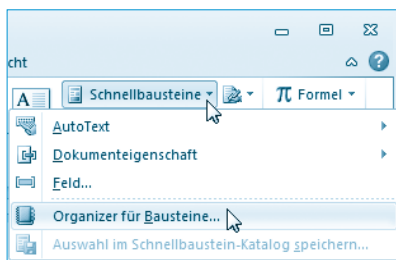 cht
A Schnellbausteine π Formel
AutoText
Dokumenteigenschaft
Feld...
Organizer für Bausteine...
Auswahl im Schnellbaustein-Katalog speichern...